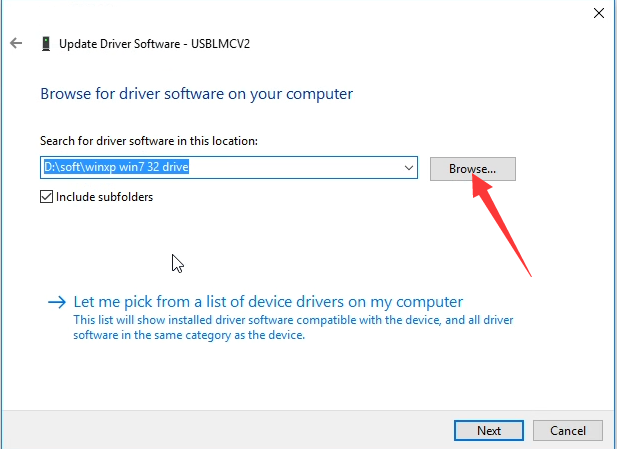 Update Driver Software - USBLMCV2
Browse for driver software on your computer
Search for driver software in this location:
D:\soft\winxp win7 32 drive
Browse...
Include subfolders
Let me pick from a list of device drivers on my computer
This list will show installed driver software compatible with the device, and all driver
software in the same category as the device.
Next
Cancel